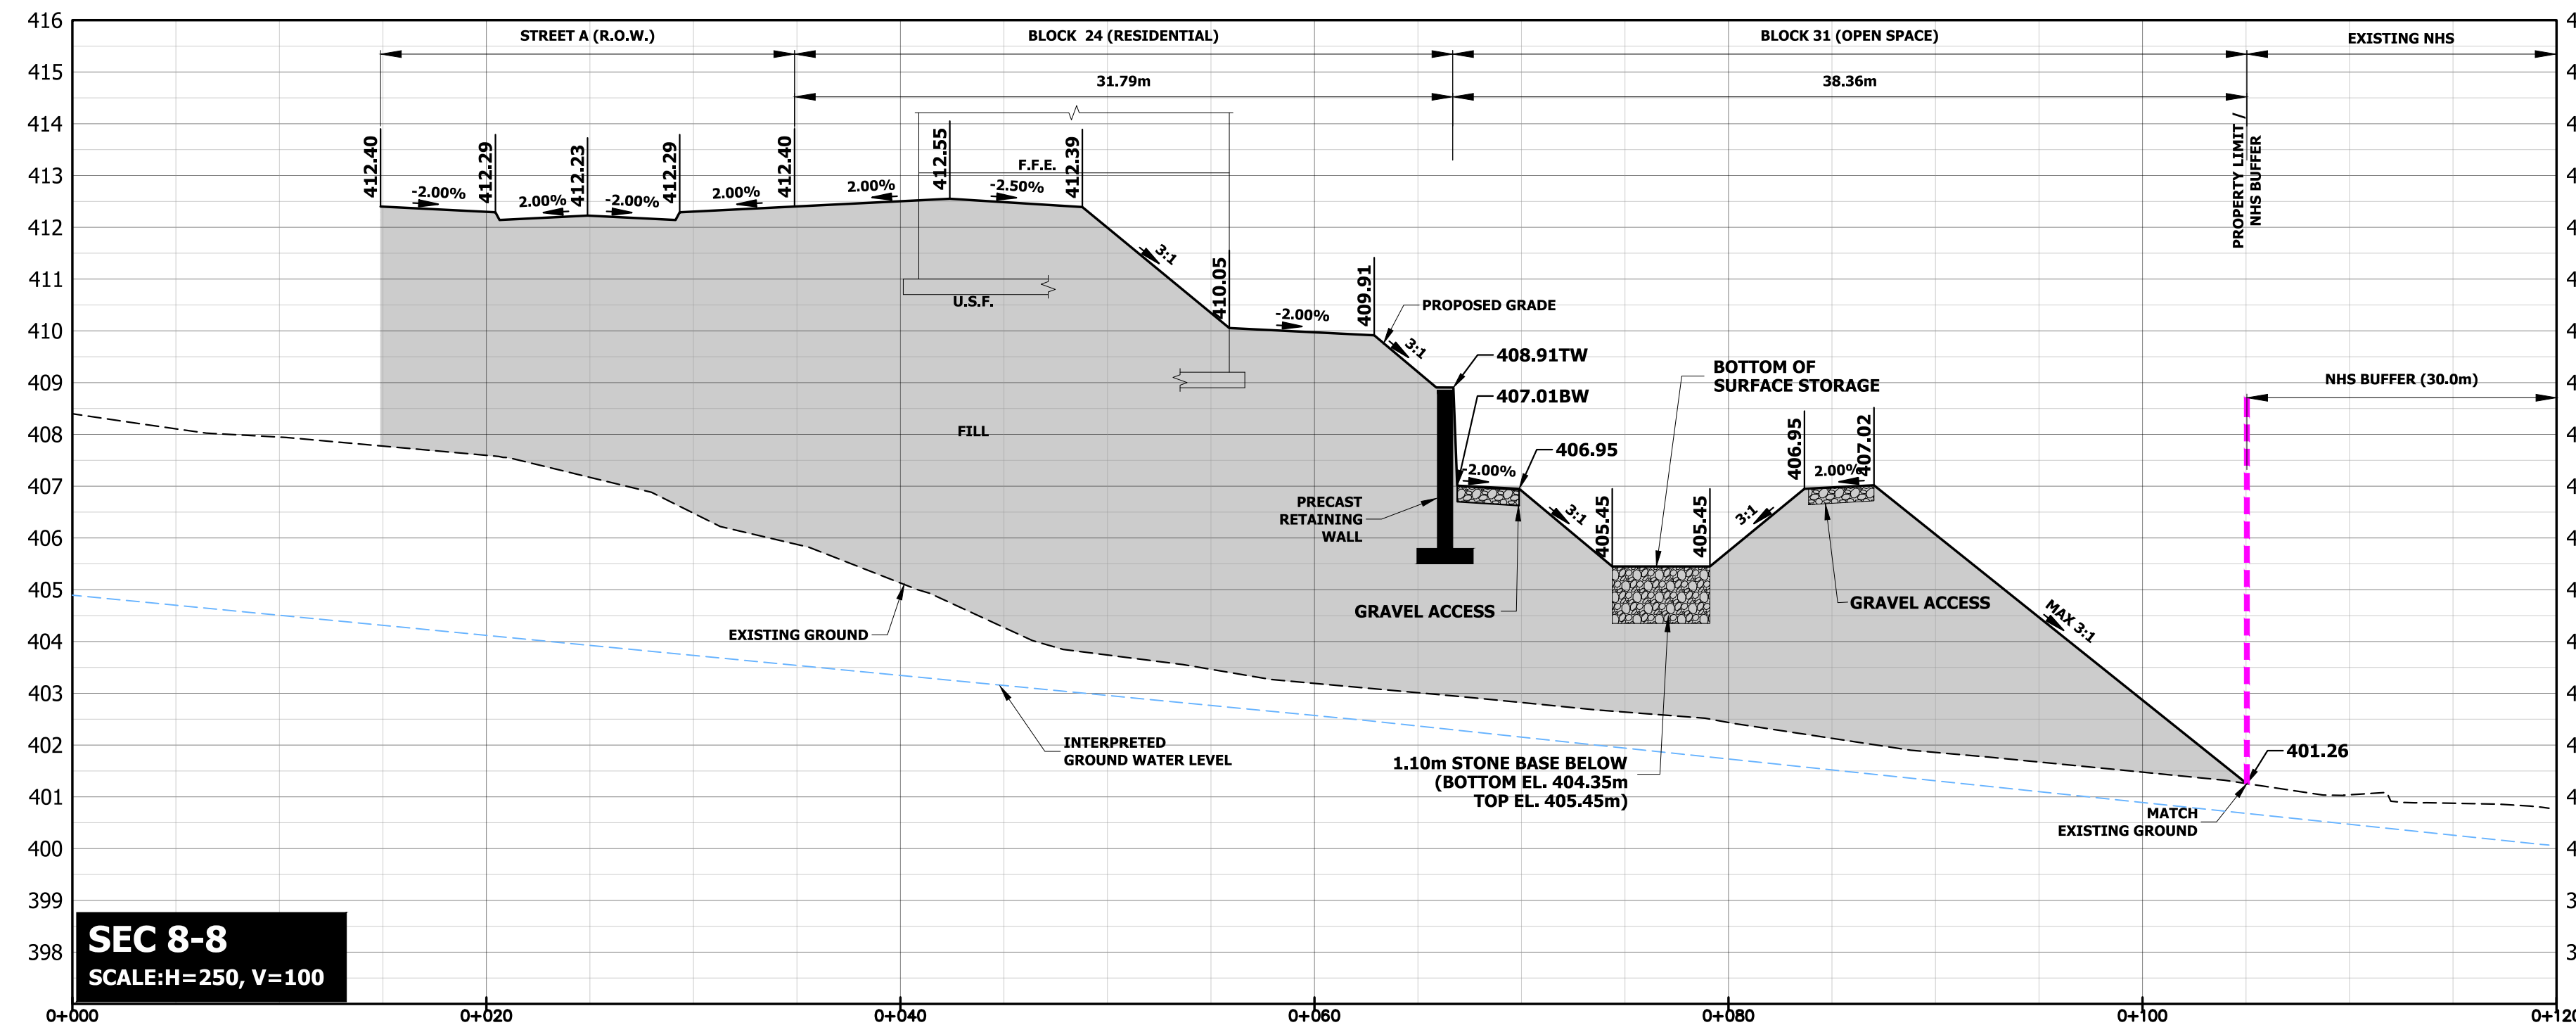 416
415
414
413
412
411
410
409
408
407
406
405
404
403
402
401
400
399
398
STREET A (R.O.W.)
BLOCK 24 (RESIDENTIAL)
BLOCK 31 (OPEN SPACE)
EXISTING NHS
31.79m
38.36m
412.40
412.29
412.23
412.29
412.40
412.55
412.39
-2.00%
2.00%
-2.00%
2.00%
2.00%
-2.50%
F.F.E.
3:1
U.S.F.
410.05
-2.00%
409.91
PROPOSED GRADE
3:1
408.91TW
407.01BW
406.95
-2.00%
PROPERTY LIMIT /
NHS BUFFER
NHS BUFFER (30.0m)
FILL
BOTTOM OF
SURFACE STORAGE
PRECAST
RETAINING
WALL
3:1
405.45
405.45
3:1
406.95
2.00%
407.02
GRAVEL ACCESS
GRAVEL ACCESS
MAX 3:1
EXISTING GROUND
INTERPRETED
GROUND WATER LEVEL
1.10m STONE BASE BELOW
(BOTTOM EL. 404.35m
TOP EL. 405.45m)
401.26
MATCH
EXISTING GROUND
SEC 8-8
SCALE:H=250, V=100
0+000
0+020
0+040
0+060
0+080
0+100